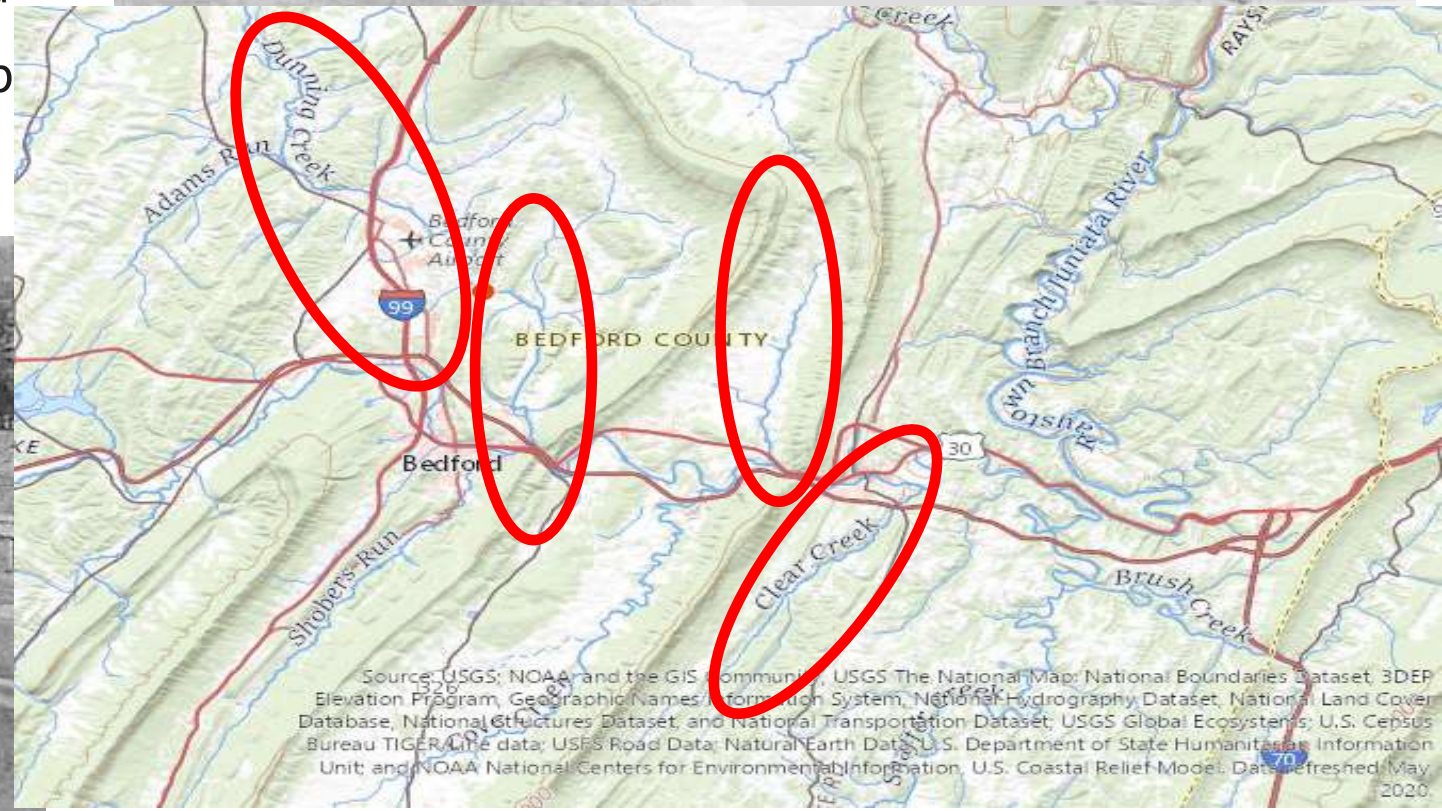 Creek
RAYS
Dunning Creek
Adams Run
Bedford
County
Airport
99
BEDFORD COUNTY
Raystown Branch Juniata River
KE
Bedford
30
Shobers Run
Clear Creek
Brush Creek
Source: USGS; NOAA, and the GIS Community, USGS The National Map: National Boundaries Dataset, 3DEP
Elevation Program, Geographic Names Information System, National Hydrography Dataset, National Land Cover
Database, National Structures Dataset, and National Transportation Dataset; USGS Global Ecosystems; U.S. Census
Bureau TIGER/Line data; USFS Road Data; Natural Earth Data; U.S. Department of State Humanitarian Information
Unit; and NOAA National Centers for Environmental Information, U.S. Coastal Relief Model. Data refreshed May,
2020.
326
Creek
70